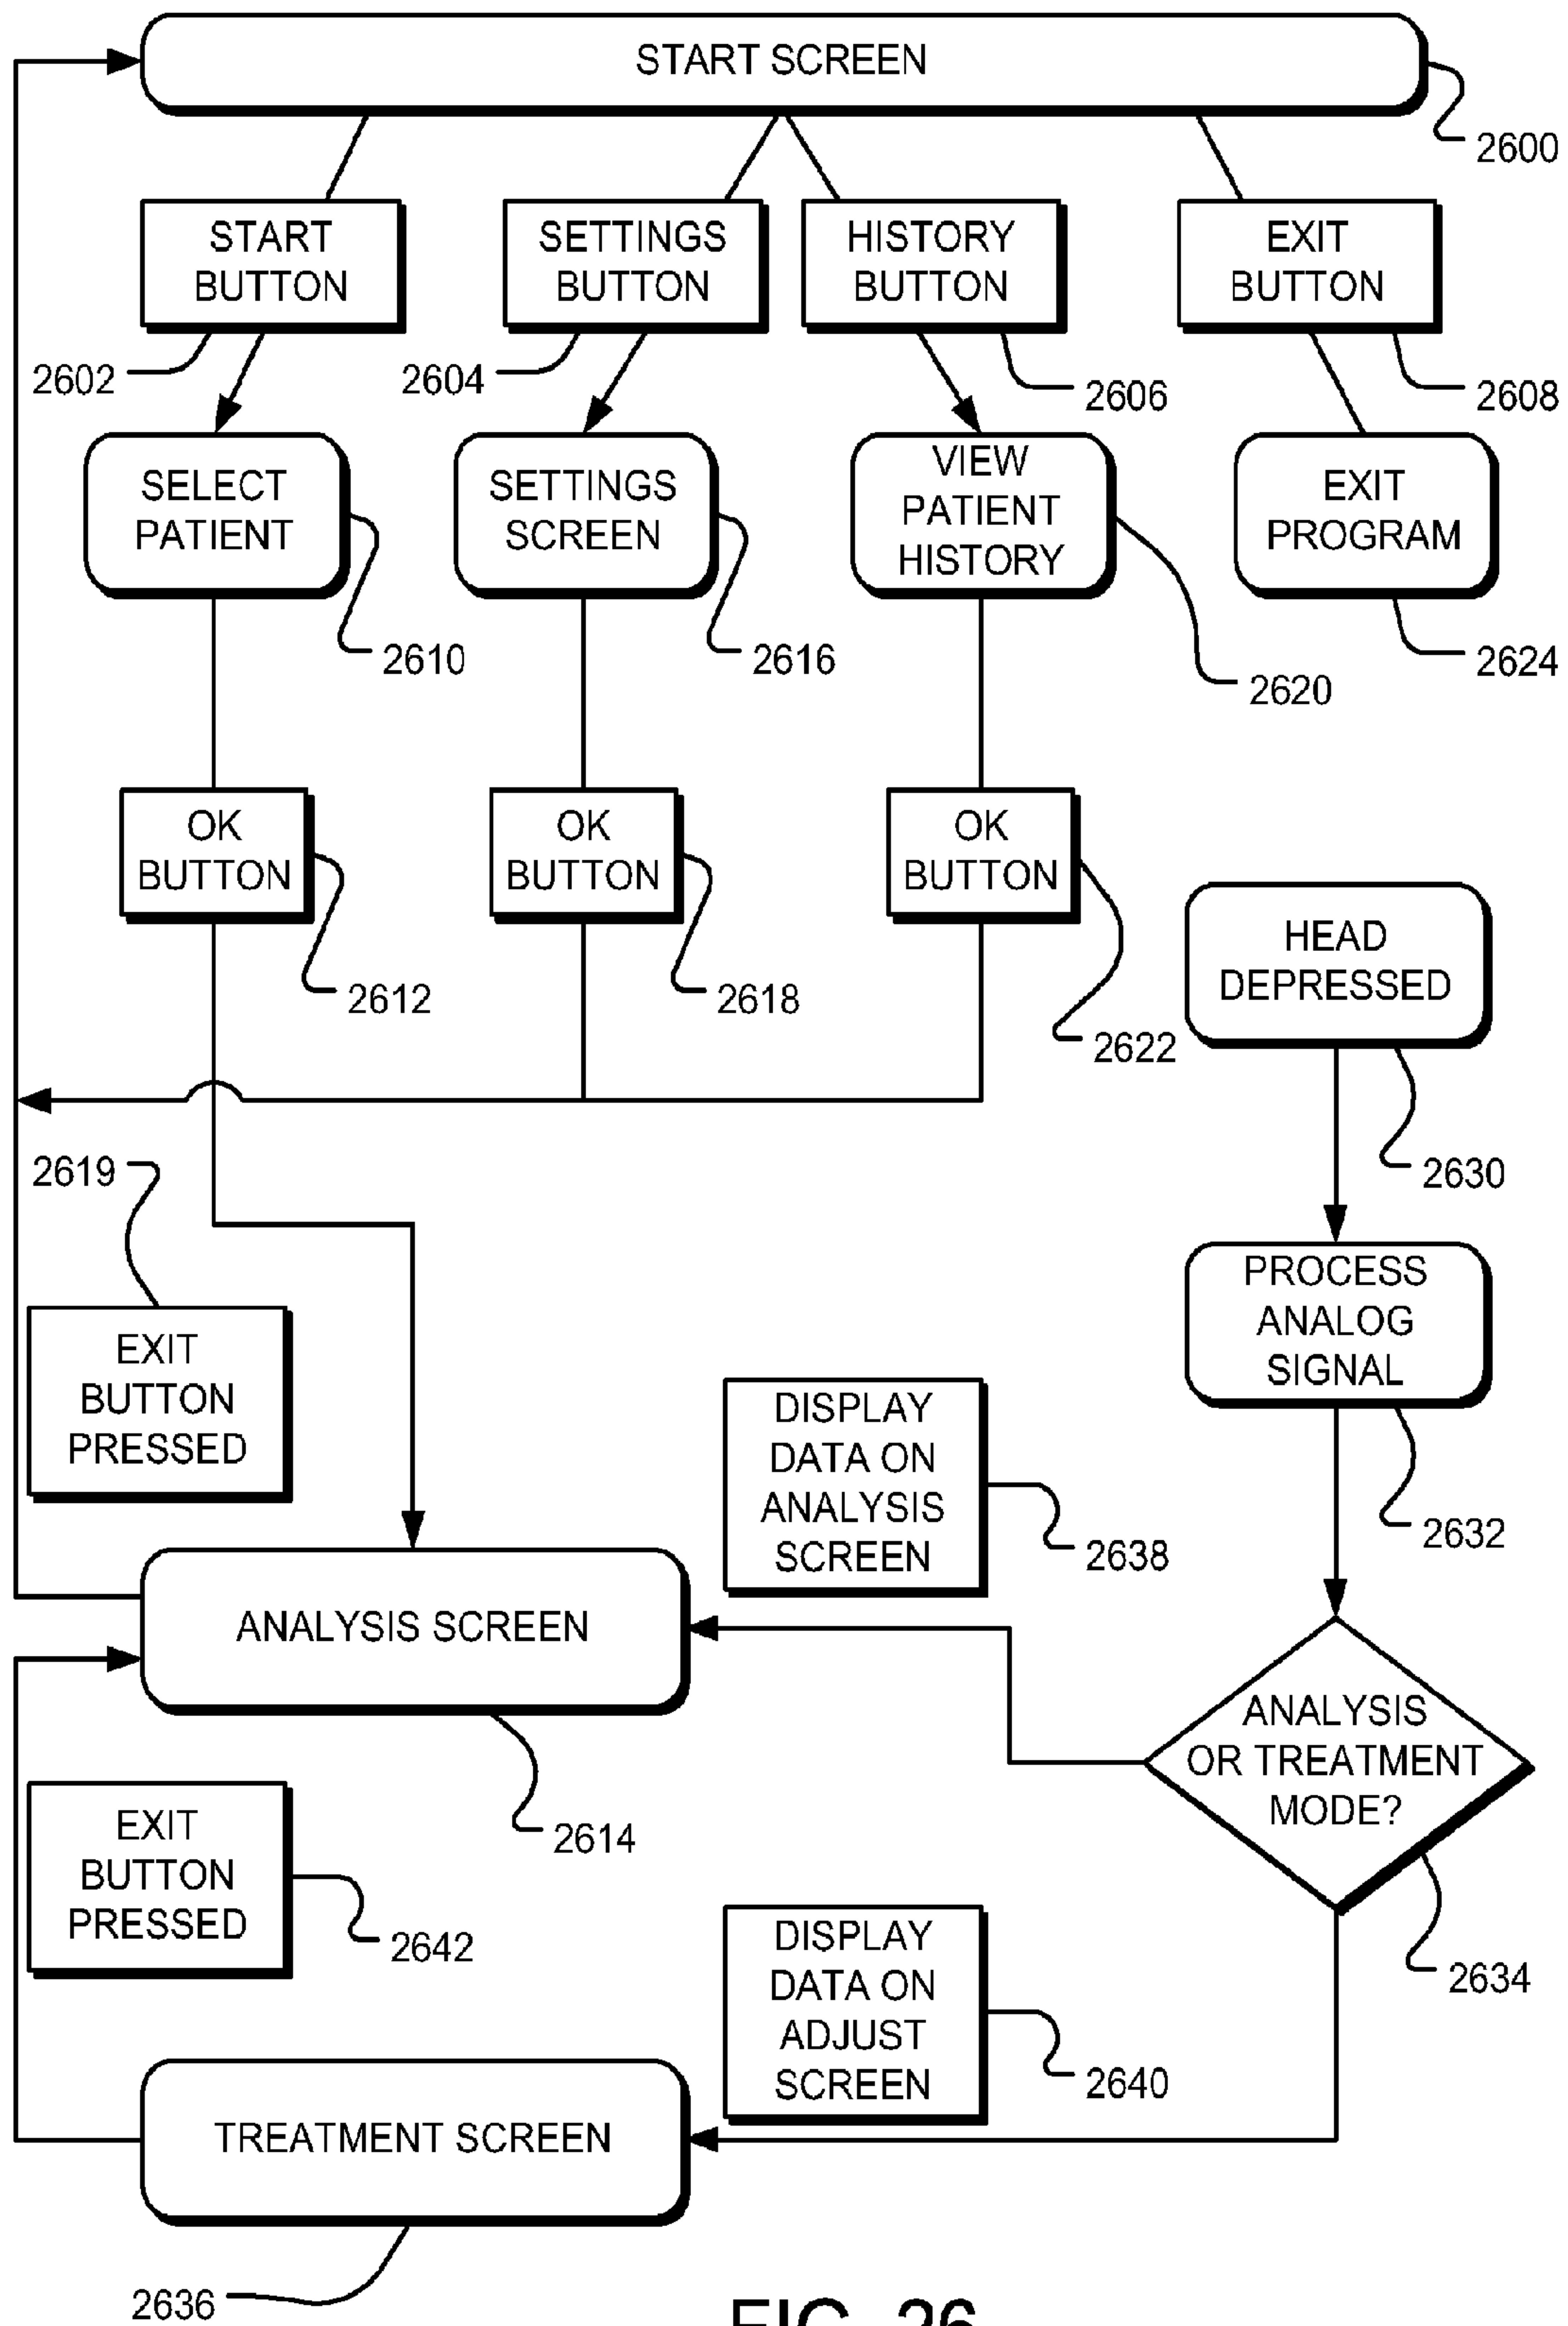 START SCREEN
2600
START
BUTTON
SETTINGS
BUTTON
HISTORY
BUTTON
EXIT
BUTTON
2602
2604
2606
2608
SELECT
PATIENT
SETTINGS
SCREEN
VIEW
PATIENT
HISTORY
EXIT
PROGRAM
2610
2616
2620
2624
OK
BUTTON
OK
BUTTON
OK
BUTTON
HEAD
DEPRESSED
2612
2618
2622
2630
2619
PROCESS
ANALOG
SIGNAL
EXIT
BUTTON
PRESSED
DISPLAY
DATA ON
ANALYSIS
SCREEN
2638
2632
ANALYSIS SCREEN
ANALYSIS
OR TREATMENT
MODE?
2614
EXIT
BUTTON
PRESSED
2642
DISPLAY
DATA ON
ADJUST
SCREEN
2634
2640
TREATMENT SCREEN
2636
FIG. 26